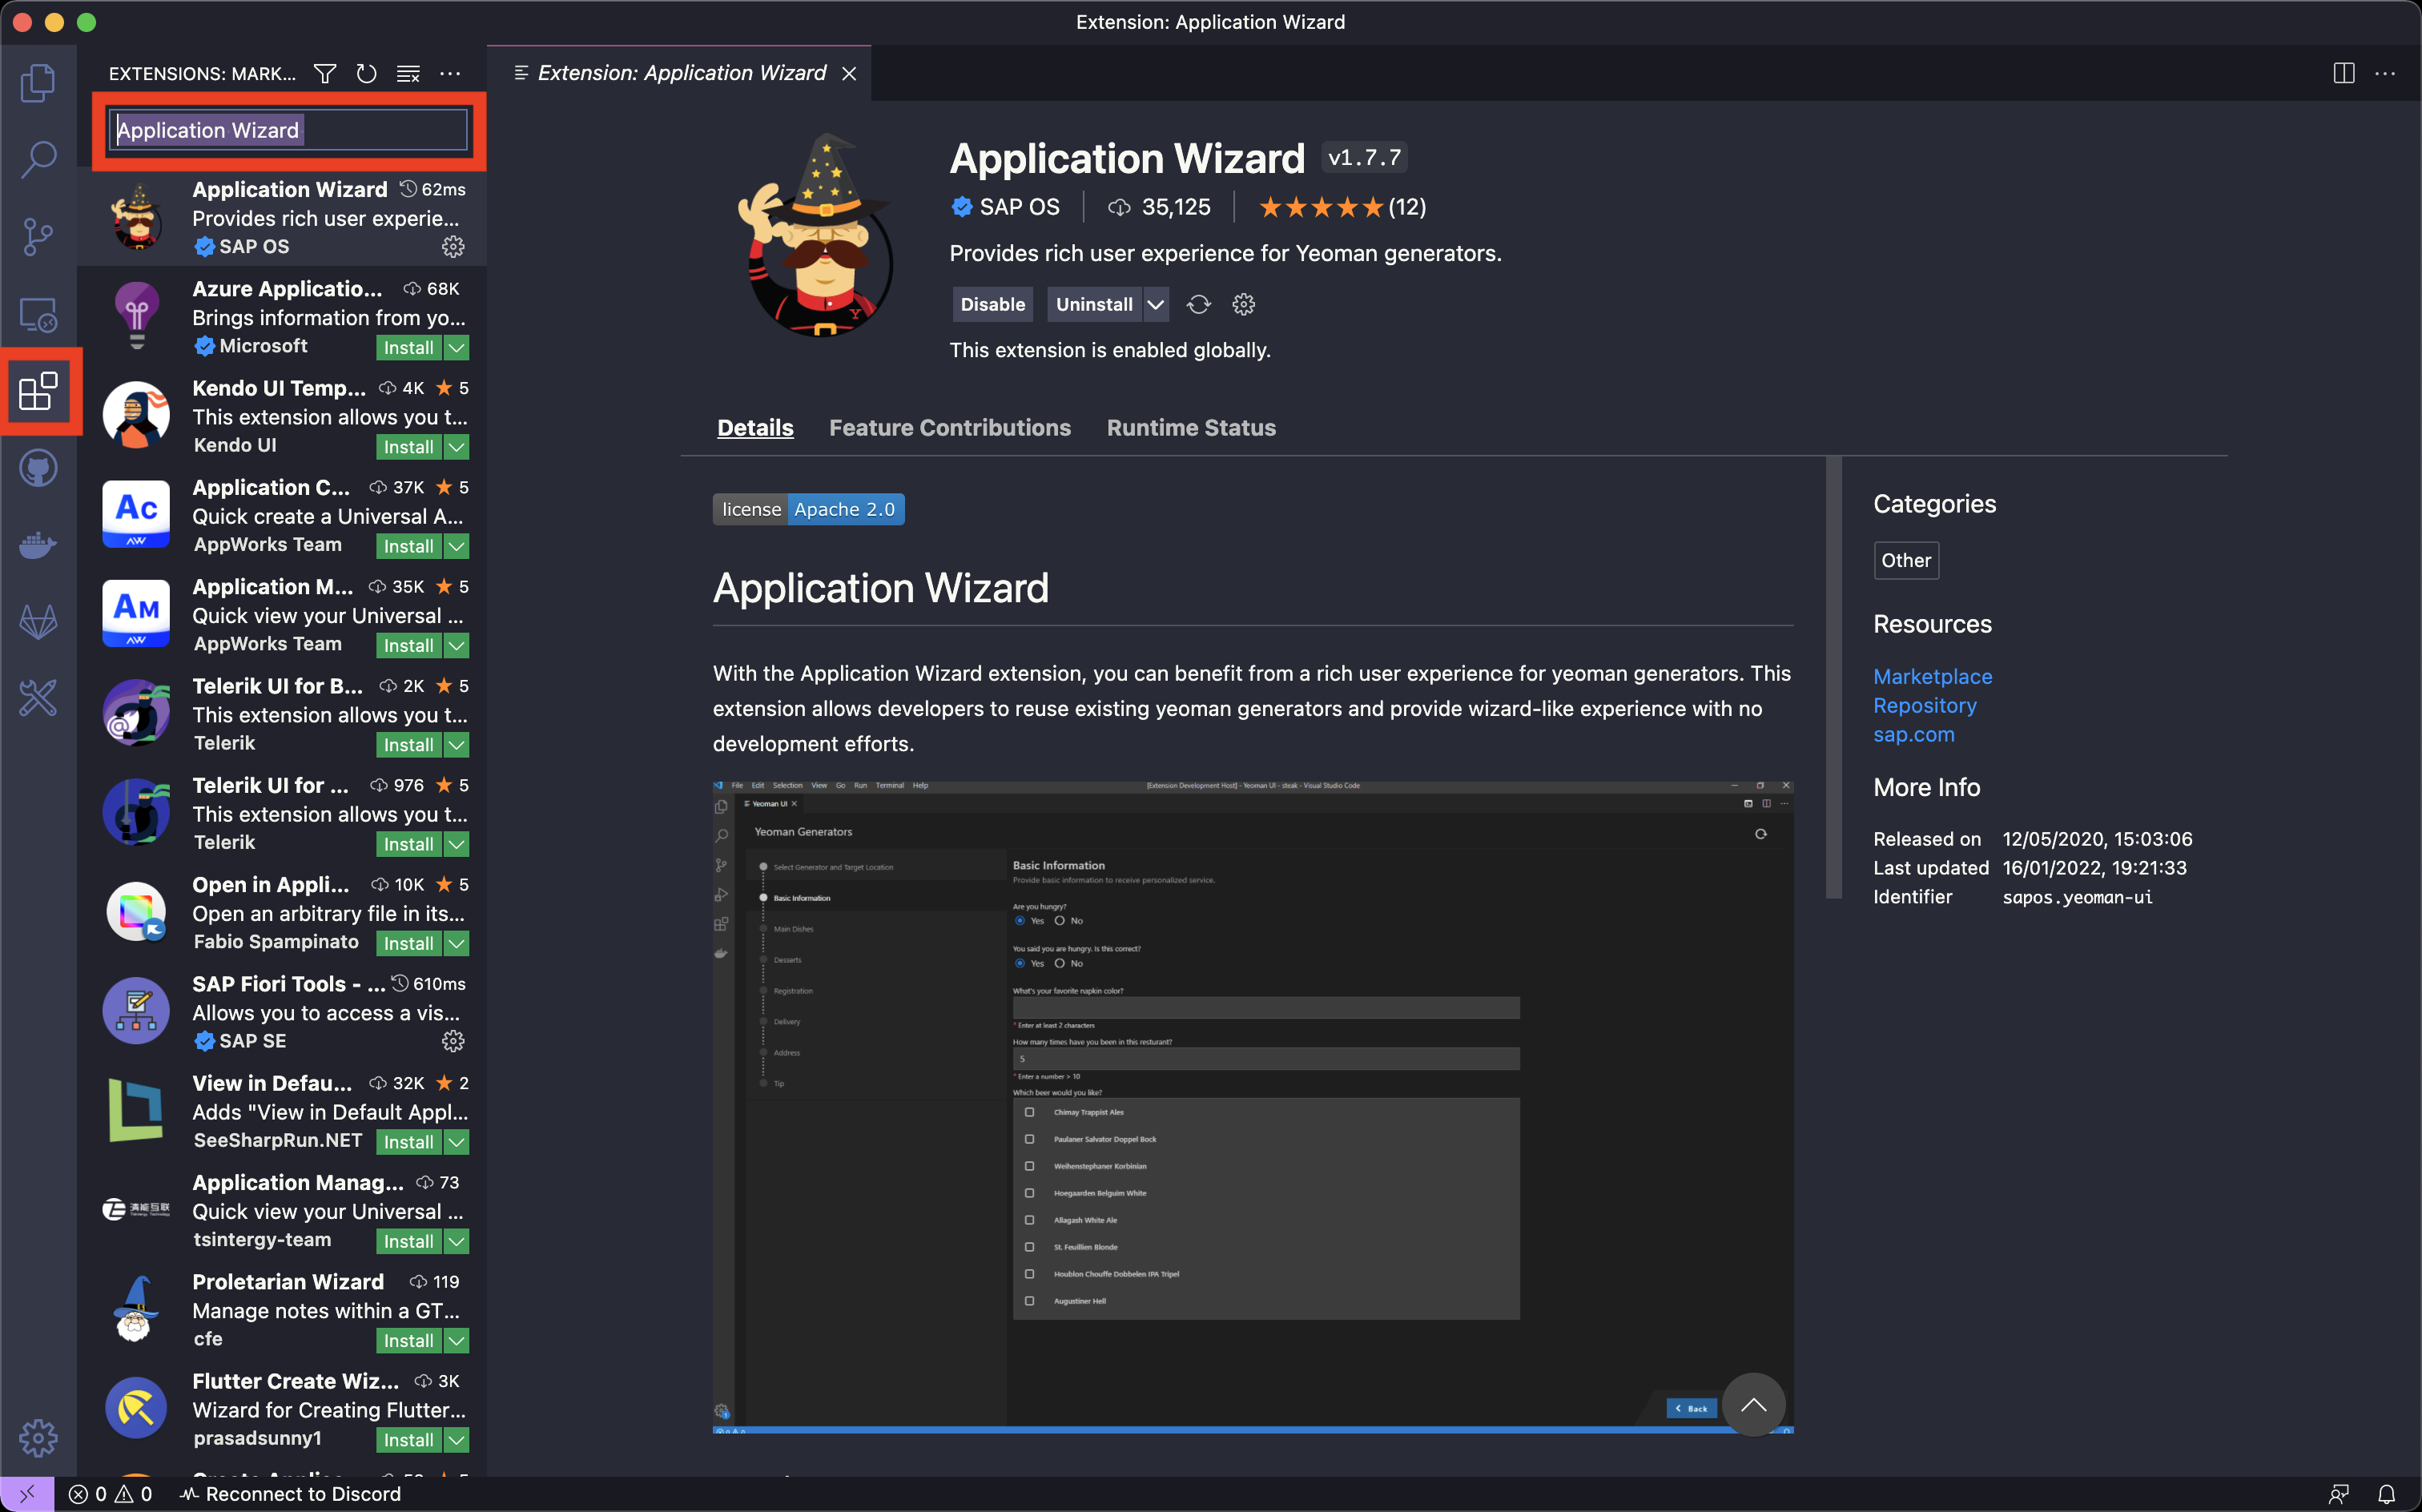 Extension: Application Wizard
EXTENSIONS: MARK...
Application Wizard
Application Wizard 62ms
Provides rich user experie...
SAP OS
Azure Applicatio... 68K
Brings information from yo...
Microsoft Install
Kendo UI Temp... 4K 5
This extension allows you t...
Kendo UI Install
Ac
AW
Application C... 37K 5
Quick create a Universal A...
AppWorks Team Install
AM
AW
Application M... 35K 5
Quick view your Universal ...
AppWorks Team Install
Telerik UI for B... 2K 5
This extension allows you t...
Telerik Install
Telerik UI for ... 976 5
This extension allows you t...
Telerik Install
Open in Appli... 10K 5
Open an arbitrary file in its...
Fabio Spampinato Install
SAP Fiori Tools - ... 610ms
Allows you to access a vis...
SAP SE
View in Defau... 32K 2
Adds "View in Default Appl...
SeeSharpRun.NET Install
清能互联
Application Manag... 73
Quick view your Universal ...
tsintergy-team Install
Proletarian Wizard 119
Manage notes within a GT...
cfe Install
Flutter Create Wiz... 3K
Wizard for Creating Flutter...
prasadsunny1 Install
Extension: Application Wizard
Application Wizard v1.7.7
SAP OS 35,125 (12)
Provides rich user experience for Yeoman generators.
Disable Uninstall
This extension is enabled globally.
Details Feature Contributions Runtime Status
license Apache 2.0
Application Wizard
With the Application Wizard extension, you can benefit from a rich user experience for yeoman generators. This
extension allows developers to reuse existing yeoman generators and provide wizard-like experience with no
development efforts.
File Edit Selection View Go Run Terminal Help [Extension Development Host] - Yeoman UI - steak - Visual Studio Code
Yeoman UI
Yeoman Generators
Select Generator and Target Location
Basic Information
Main Dishes
Desserts
Registration
Delivery
Address
Tip
Basic Information
Provide basic information to receive personalized service.
Are you hungry?
Yes No
You said you are hungry. Is this correct?
Yes No
What's your favorite napkin color?
* Enter at least 2 characters
How many times have you been in this resturant?
5
* Enter a number > 10
Which beer would you like?
Chimay Trappist Ales
Paulaner Salvator Doppel Bock
Weihenstephaner Korbinian
Hoegaarden Belguim White
Allagash White Ale
St. Feuillien Blonde
Houblon Chouffe Dobbelen IPA Tripel
Augustiner Hell
Back
Categories
Other
Resources
Marketplace
Repository
sap.com
More Info
Released on 12/05/2020, 15:03:06
Last updated 16/01/2022, 19:21:33
Identifier sapos.yeoman-ui
0 0 Reconnect to Discord